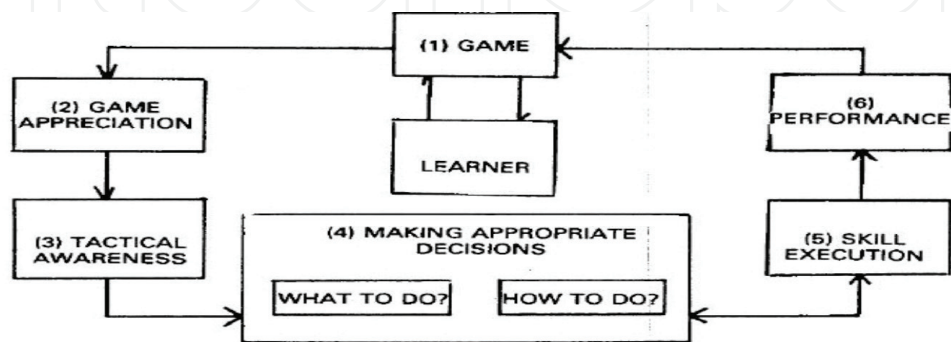 (1) GAME
(2) GAME
APPRECIATION
(6)
PERFORMANCE
LEARNER
(3) TACTICAL
AWARENESS
(4) MAKING APPROPRIATE
DECISIONS
WHAT TO DO?
HOW TO DO?
(5) SKILL
EXECUTION